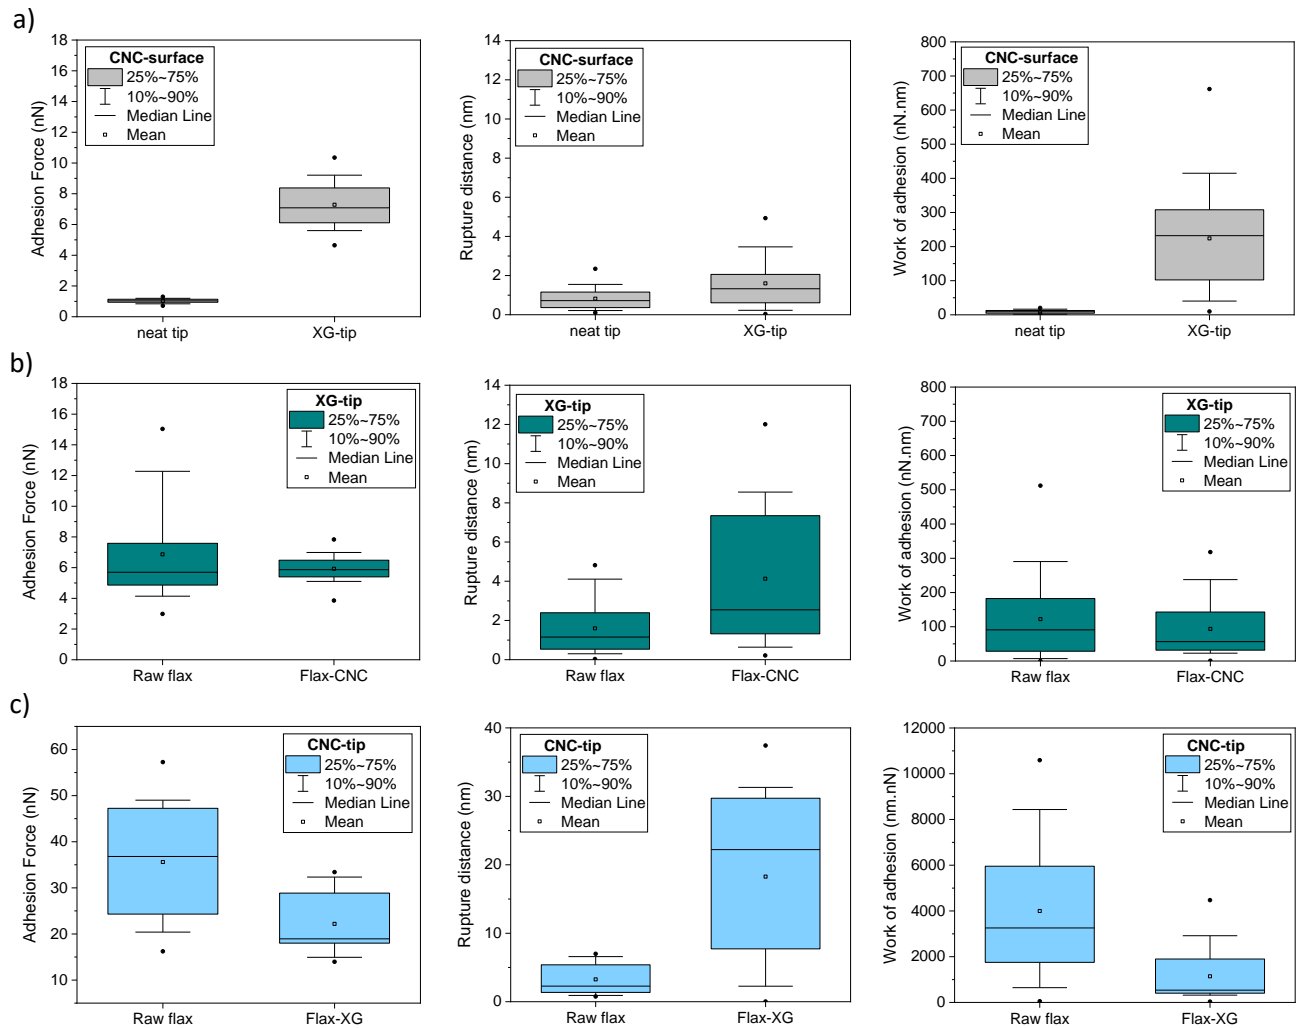 a)
18
16
14
12
10
8
6
4
2
0
Adhesion Force (nN)
CNC-surface
25%~75%
10%~90%
Median Line
Mean
neat tip
XG-tip
14
12
10
8
6
4
2
0
Rupture distance (nm)
CNC-surface
25%~75%
10%~90%
Median Line
Mean
neat tip
XG-tip
800
700
600
500
400
300
200
100
0
Work of adhesion (nN.nm)
CNC-surface
25%~75%
10%~90%
Median Line
Mean
neat tip
XG-tip
b)
18
16
14
12
10
8
6
4
2
0
Adhesion Force (nN)
XG-tip
25%~75%
10%~90%
Median Line
Mean
Raw flax
Flax-CNC
14
12
10
8
6
4
2
0
Rupture distance (nm)
XG-tip
25%~75%
10%~90%
Median Line
Mean
Raw flax
Flax-CNC
800
700
600
500
400
300
200
100
0
Work of adhesion (nN.nm)
XG-tip
25%~75%
10%~90%
Median Line
Mean
Raw flax
Flax-CNC
c)
60
50
40
30
20
10
Adhesion Force (nN)
CNC-tip
25%~75%
10%~90%
Median Line
Mean
Raw flax
Flax-XG
40
30
20
10
0
Rupture distance (nm)
CNC-tip
25%~75%
10%~90%
Median Line
Mean
Raw flax
Flax-XG
12000
10000
8000
6000
4000
2000
0
Work of adhesion (nm.nN)
CNC-tip
25%~75%
10%~90%
Median Line
Mean
Raw flax
Flax-XG